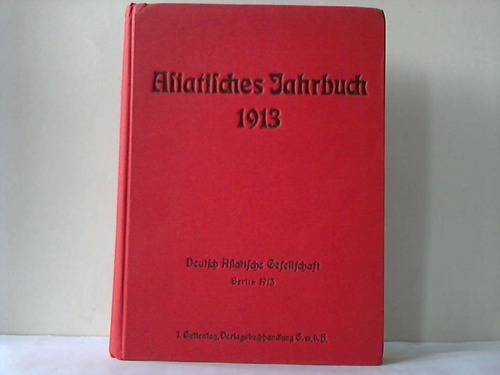 Asiatisches Jahrbuch
1913
Deutsch Asiatische Gesellschaft
Berlin 1913
J. Guttentag, Verlagsbuchhandlung G. m. b. H.